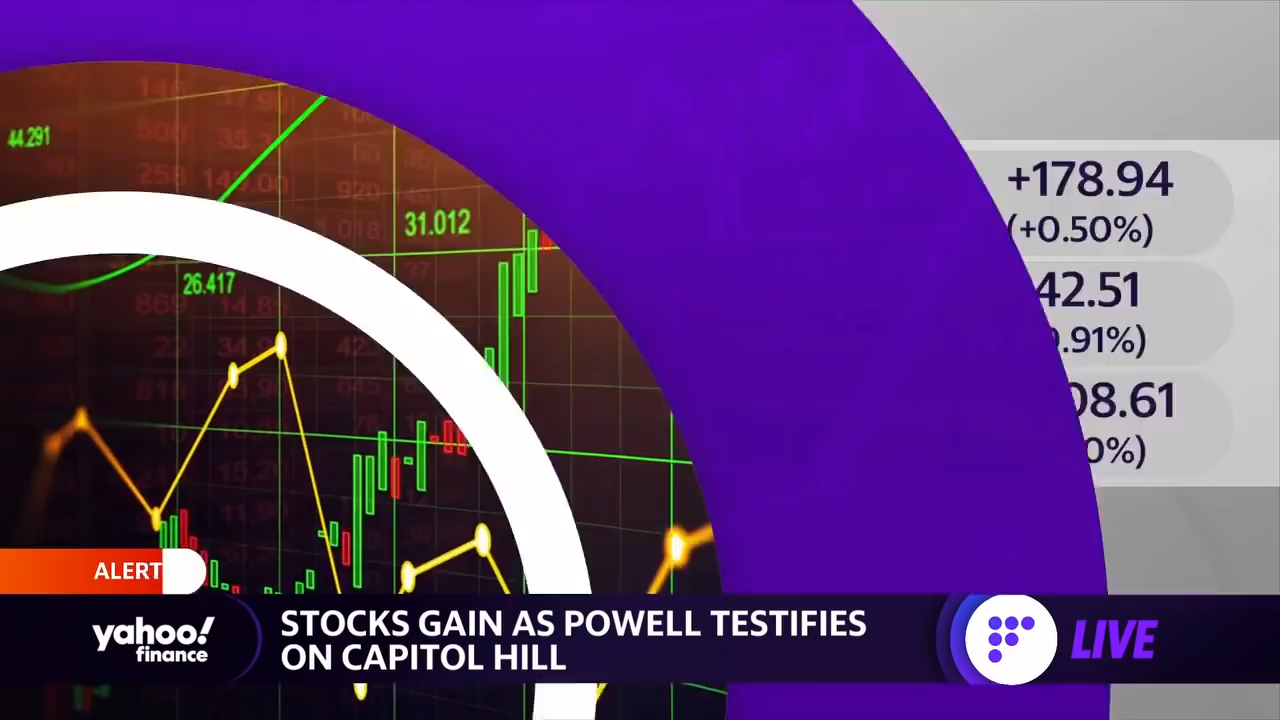 44.291
31.012
26.417
+178.94
(+0.50%)
42.51
.91%)
08.61
0%)
ALERT
yahoo!
finance
STOCKS GAIN AS POWELL TESTIFIES
ON CAPITOL HILL
LIVE